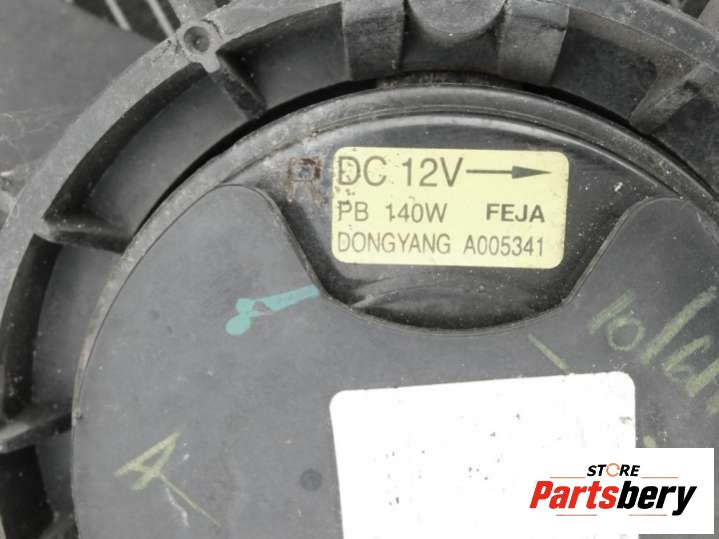 R DC 12V
PB 140W FEJA
DONGYANG A005341
A
STORE
Partsbery